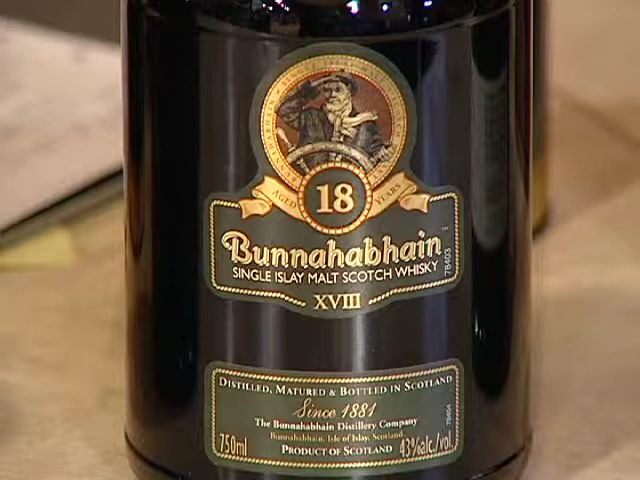 AGED 18 YEARS
Bunnahabhain
SINGLE ISLAY MALT SCOTCH WHISKY
78403
XVIII
DISTILLED, MATURED & BOTTLED IN SCOTLAND
Since 1881
The Bunnahabhain Distillery Company
Bunnahabhain, Isle of Islay, Scotland
750ml PRODUCT OF SCOTLAND 43%alc./vol.